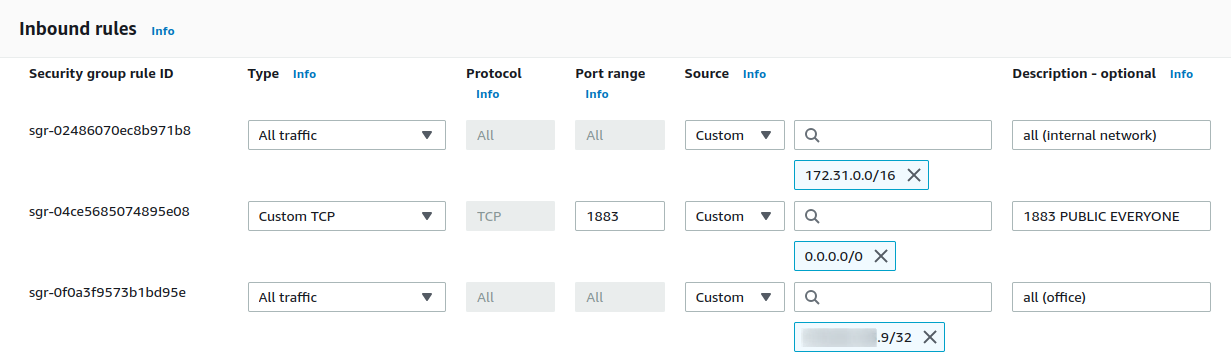 Inbound rules Info
Security group rule ID Type Info Protocol Info Port range Info Source Info Description - optional Info
sgr-02486070ec8b971b8 All traffic All All Custom all (internal network)
172.31.0.0/16
sgr-04ce5685074895e08 Custom TCP TCP 1883 Custom 1883 PUBLIC EVERYONE
0.0.0.0/0
sgr-0f0a3f9573b1bd95e All traffic All All Custom all (office)
.9/32